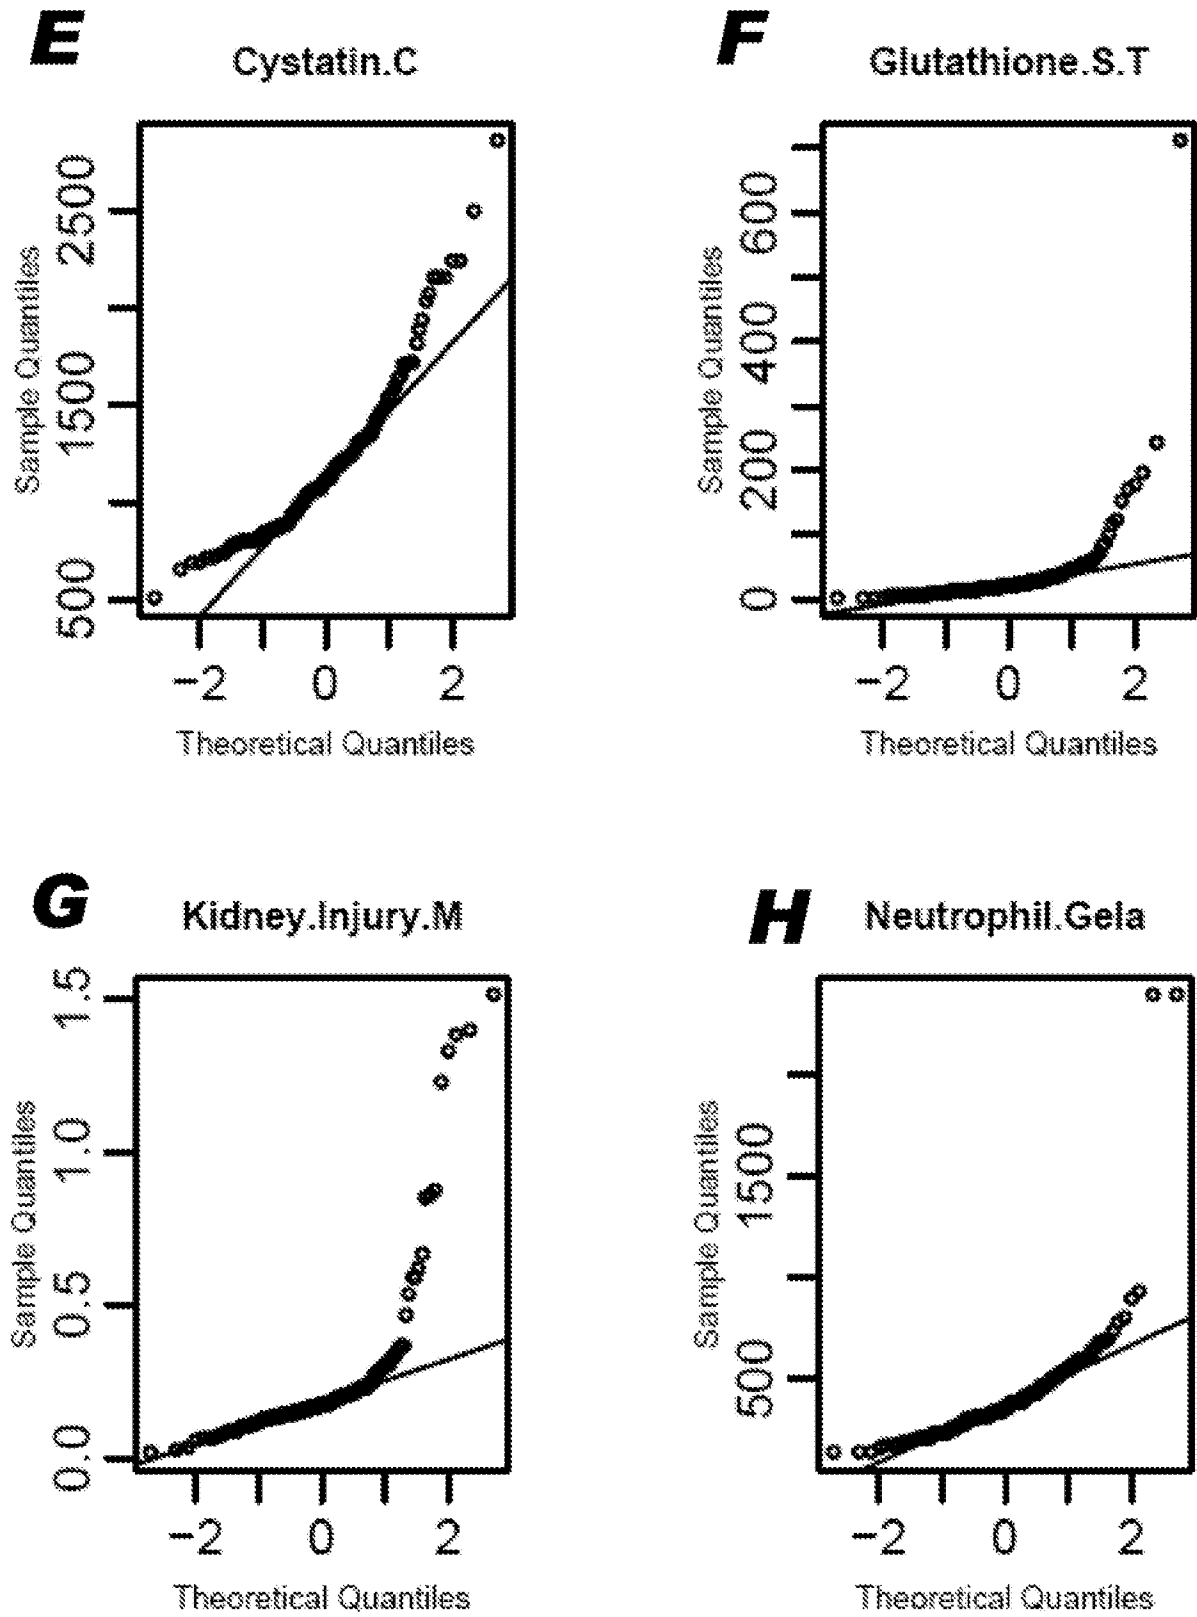 E Cystatin.C
Sample Quantiles
500 1500 2500
−2 0 2
Theoretical Quantiles
F Glutathione.S.T
Sample Quantiles
0 200 400 600
−2 0 2
Theoretical Quantiles
G Kidney.Injury.M
Sample Quantiles
0.0 0.5 1.0 1.5
−2 0 2
Theoretical Quantiles
H Neutrophil.Gela
Sample Quantiles
500 1500
−2 0 2
Theoretical Quantiles